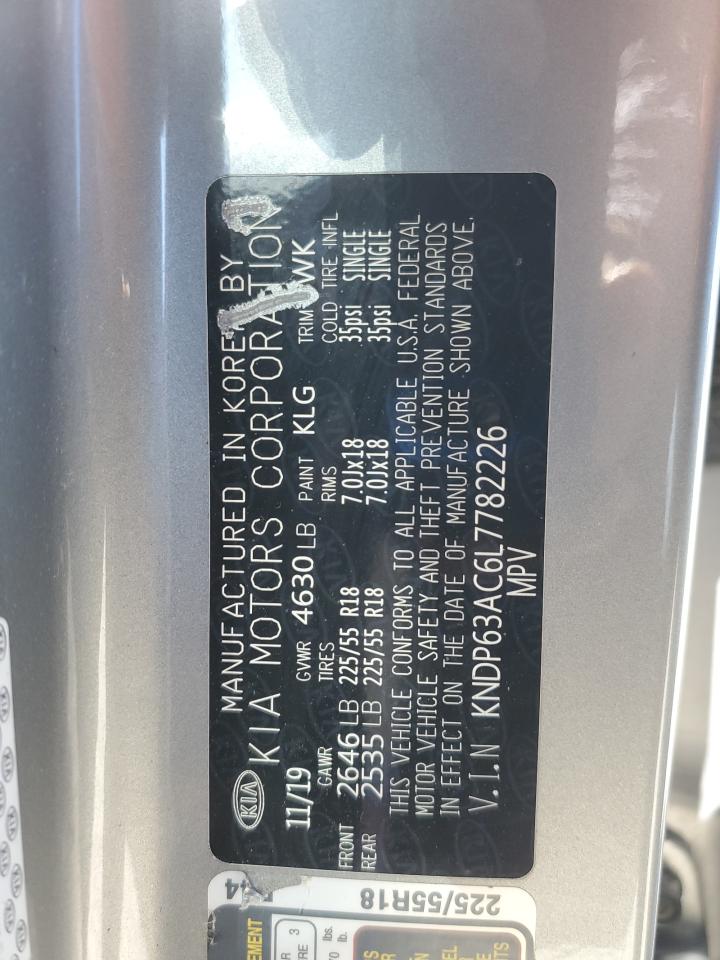 KIA
MANUFACTURED IN KOREA BY
KIA MOTORS CORPORATION
11/19 GVWR 4630 LB PAINT KLG TRIM WK
GAWR TIRES RIMS COLD TIRE INFL
FRONT 2646 LB 225/55 R18 7.0Jx18 35psi SINGLE
REAR 2535 LB 225/55 R18 7.0Jx18 35psi SINGLE
THIS VEHICLE CONFORMS TO ALL APPLICABLE U.S.A. FEDERAL
MOTOR VEHICLE SAFETY AND THEFT PREVENTION STANDARDS
IN EFFECT ON THE DATE OF MANUFACTURE SHOWN ABOVE.
V.I.N KNDP63AC6L7782226
MPV
225/55R18